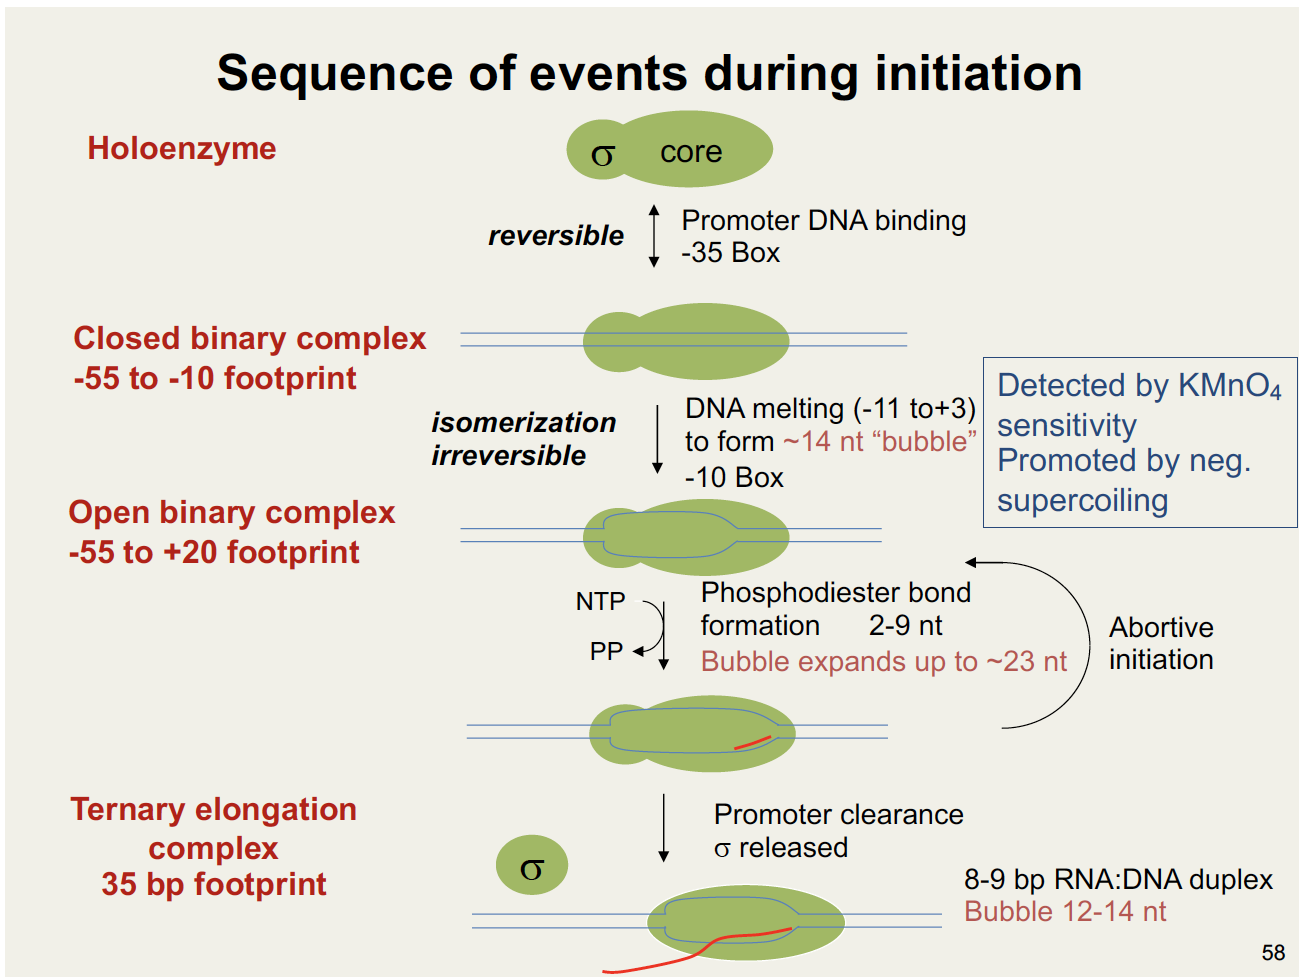 Sequence of events during initiation
Holoenzyme
σ core
reversible
Promoter DNA binding
-35 Box
Closed binary complex
-55 to -10 footprint
isomerization
irreversible
DNA melting (-11 to+3)
to form ~14 nt “bubble”
-10 Box
Detected by KMnO₄
sensitivity
Promoted by neg.
supercoiling
Open binary complex
-55 to +20 footprint
NTP
PP
Phosphodiester bond
formation 2-9 nt
Bubble expands up to ~23 nt
Abortive
initiation
Ternary elongation
complex
35 bp footprint
Promoter clearance
σ released
σ
8-9 bp RNA:DNA duplex
Bubble 12-14 nt
58